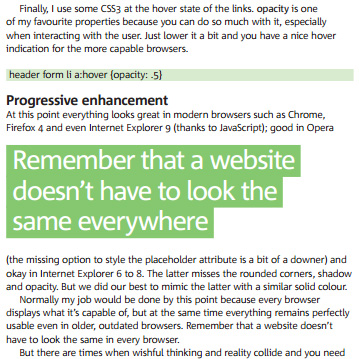 Finally, I use some CSS3 at the hover state of the links. opacity is one
of my favourite properties because you can do so much with it, especially
when interacting with the user. Just lower it a bit and you have a nice hover
indication for the more capable browsers.
header form li a:hover {opacity: .5}
Progressive enhancement
At this point everything looks great in modern browsers such as Chrome,
Firefox 4 and even Internet Explorer 9 (thanks to JavaScript); good in Opera
Remember that a website
doesn’t have to look the
same everywhere
(the missing option to style the placeholder attribute is a bit of a downer) and
okay in Internet Explorer 6 to 8. The latter misses the rounded corners, shadow
and opacity. But we did our best to mimic the latter with a similar solid colour.
Normally my job would be done by this point because every browser
displays what it’s capable of, but at the same time everything remains perfectly
usable even in older, outdated browsers. Remember that a website doesn’t
have to look the same in every browser.
But there are times when wishful thinking and reality collide and you need